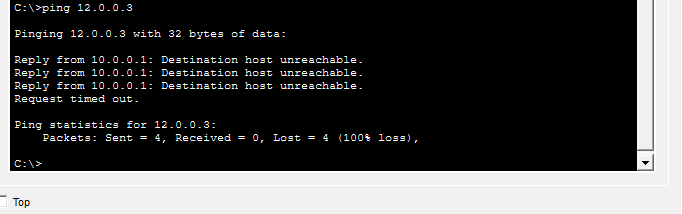 C:\>ping 12.0.0.3
Pinging 12.0.0.3 with 32 bytes of data:
Reply from 10.0.0.1: Destination host unreachable.
Reply from 10.0.0.1: Destination host unreachable.
Reply from 10.0.0.1: Destination host unreachable.
Request timed out.
Ping statistics for 12.0.0.3:
Packets: Sent = 4, Received = 0, Lost = 4 (100% loss),
C:\>
Top